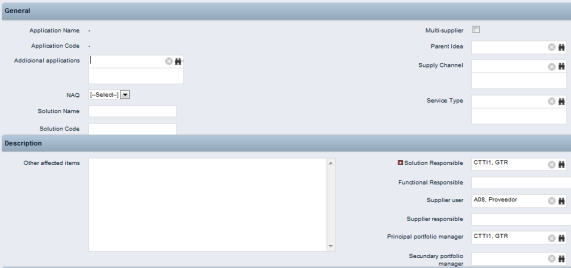 General
Application Name -
Multi-supplier
Application Code -
Parent Idea
Addicional applications
Supply Channel
NAQ [--Select--]
Service Type
Solution Name
Solution Code
Description
Other affected items
Solution Responsible CTTI1, GTR
Functional Responsible
Supplier user A08, Proveedor
Supplier responsible
Principal portfolio manager CTTI1, GTR
Secundary portfolio
manager